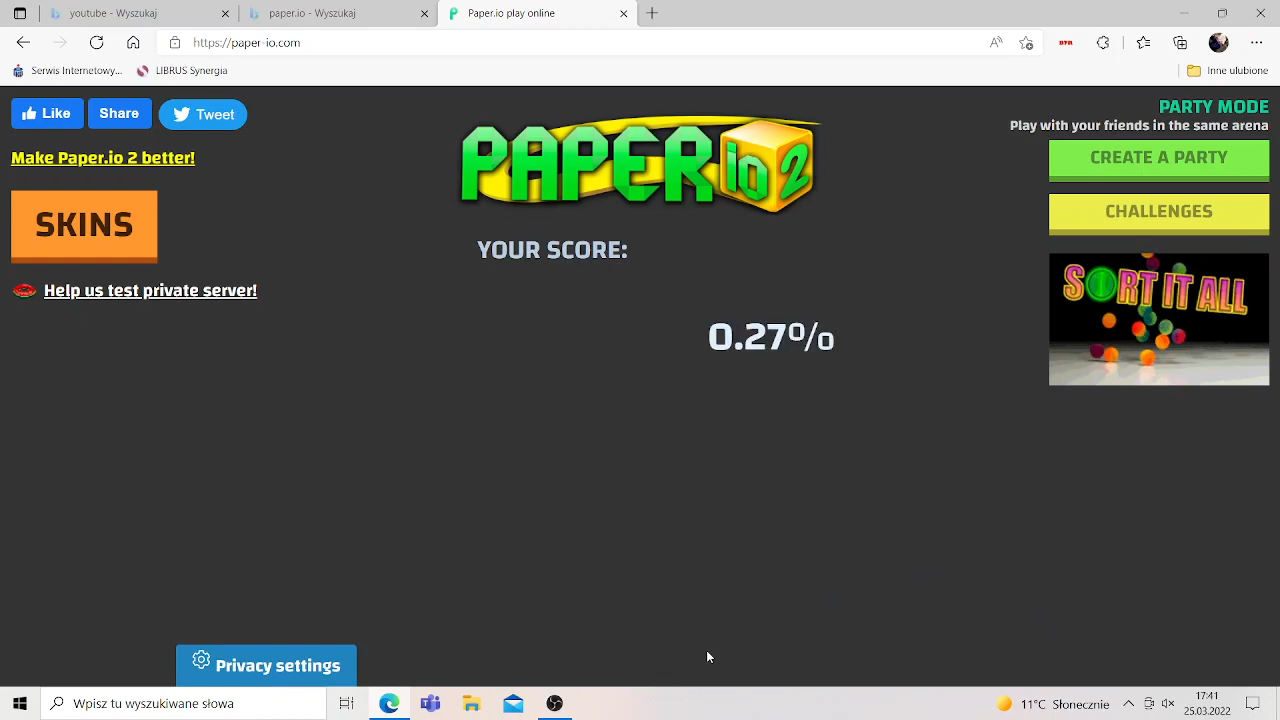 youtube - Wyszukaj
paper.io - Wyszukaj
Paper.io play online
https://paper-io.com
Serwis Internetowy...
LIBRUS Synergia
Inne ulubione
Like
Share
Tweet
PAPER io 2
PARTY MODE
Play with your friends in the same arena
Make Paper.io 2 better!
CREATE A PARTY
SKINS
CHALLENGES
YOUR SCORE:
SORT IT ALL
Help us test private server!
0.27%
Privacy settings
Wpisz tu wyszukiwane słowa
11°C Słonecznie
17:41
25.03.2022